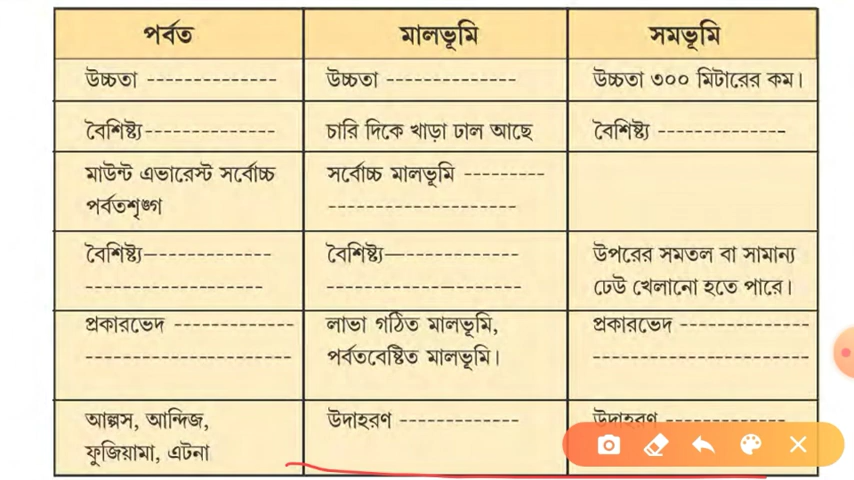 পর্বত মালভূমি সমভূমি
উচ্চতা ------------- উচ্চতা ------------- উচ্চতা ৩০০ মিটারের কম।
বৈশিষ্ট্য------------- চারি দিকে খাড়া ঢাল আছে বৈশিষ্ট্য -------------
মাউন্ট এভারেস্ট সর্বোচ্চ সর্বোচ্চ মালভূমি --------
পর্বতশৃঙ্গ -------------------
বৈশিষ্ট্য—------------ বৈশিষ্ট্য—------------ উপরের সমতল বা সামান্য
------------------ -------------------- ঢেউ খেলানো হতে পারে।
প্রকারভেদ ------------ লাভা গঠিত মালভূমি, প্রকারভেদ -------------
--------------------- পর্বতবেষ্টিত মালভূমি। ----------------------
আল্পস, আন্দিজ, উদাহরণ ------------ উদাহরণ ------------
ফুজিয়ামা, এটনা